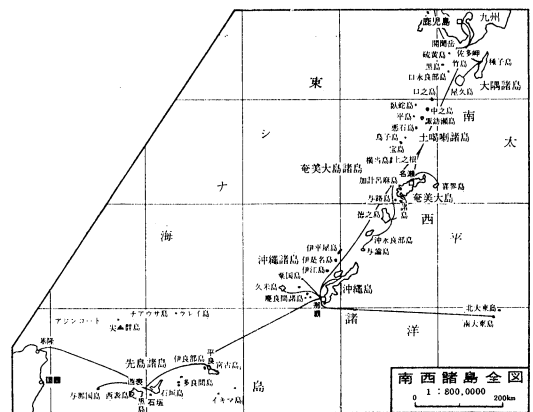 九州
鹿児島
開聞岳
佐多岬
硫黄島
竹島
種子島
黒島
口永良部島
屋久島
大隅諸島
口之島
東シナ海
臥蛇島
中之島
平島
諏訪瀬島
悪石島
南西諸島
太平洋
土噶喇諸島
宝島
横当島
上之根
奄美大島諸島
名瀬
加計呂麻島
喜界島
奄美大島
与路島
徳之島
沖永良部島
与論島
伊平屋島
伊是名島
沖縄諸島
伊江島
粟国島
久米島
沖縄島
慶良間諸島
那覇
北大東島
南大東島
チアウサ島
ラレイ島
アジンコート
尖▲群島
基隆
先島諸島
伊良部島
平良
宮古島
西表
多良間島
与那国島
西表島
黒島
石垣
石垣島
イキマ島
南西諸島全図
1:800,0000
0
200km